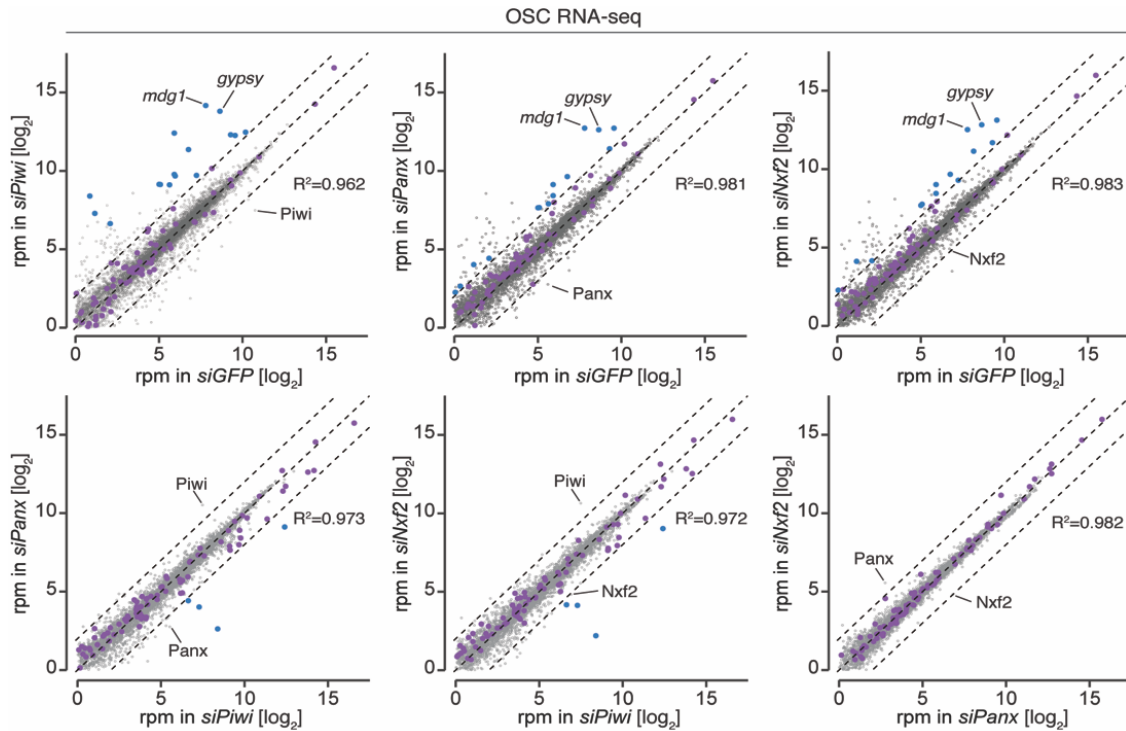 OSC RNA-seq
rpm in siPiwi [log2]
15
10
5
0
mdg1
gypsy
R²=0.962
Piwi
0 5 10 15
rpm in siGFP [log2]
rpm in siPanx [log2]
15
10
5
0
gypsy
mdg1
R²=0.981
Panx
0 5 10 15
rpm in siGFP [log2]
rpm in siNxf2 [log2]
15
10
5
0
gypsy
mdg1
R²=0.983
Nxf2
0 5 10 15
rpm in siGFP [log2]
rpm in siPanx [log2]
15
10
5
0
Piwi
R²=0.973
Panx
0 5 10 15
rpm in siPiwi [log2]
rpm in siNxf2 [log2]
15
10
5
0
Piwi
R²=0.972
Nxf2
0 5 10 15
rpm in siPiwi [log2]
rpm in siNxf2 [log2]
15
10
5
0
R²=0.982
Panx
Nxf2
0 5 10 15
rpm in siPanx [log2]